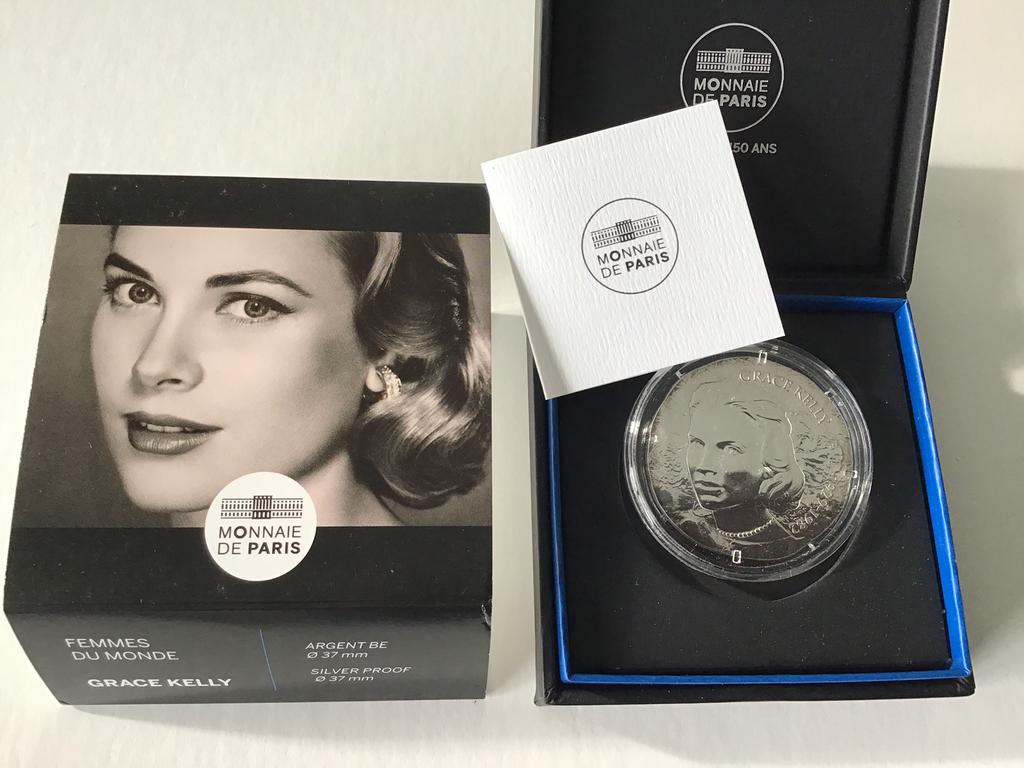 MONNAIE
DE PARIS
FEMMES
DU MONDE
GRACE KELLY
ARGENT BE
Ø 37 mm
SILVER PROOF
Ø 37 mm
MONNAIE
DE PARIS
MONNAIE
DE PARIS
150 ANS
GRACE KELLY